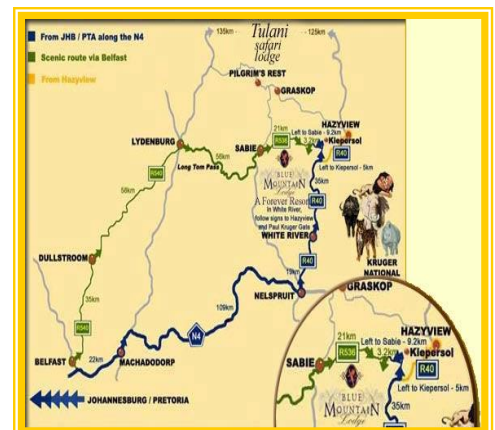 From JHB / PTA along the N4
Scenic route via Belfast
From Hazyview
135km
Tulani
safari
lodge
125km
PILGRIM'S REST
GRASKOP
LYDENBURG
SABIE
21km
R536
Left to Sabie - 9.2km
3.2km
HAZYVIEW
Kiepersol
R40
Left to Kiepersol - 5km
Long Tom Pass
56km
R540
58km
BLUE
MOUNTAIN
Lodge
A Forever Resort
In White River,
follow signs to Hazyview
and Paul Kruger Gate
35km
R40
WHITE RIVER
R40
19km
KRUGER
NATIONAL
DULLSTROOM
35km
R540
NELSPRUIT
109km
N4
BELFAST
22km
MACHADODORP
JOHANNESBURG / PRETORIA
GRASKOP
SABIE
21km
R536
Left to Sabie - 9.2km
3.2km
HAZYVIEW
Kiepersol
R40
Left to Kiepersol - 5km
35km
BLUE
MOUNTAIN
Lodge